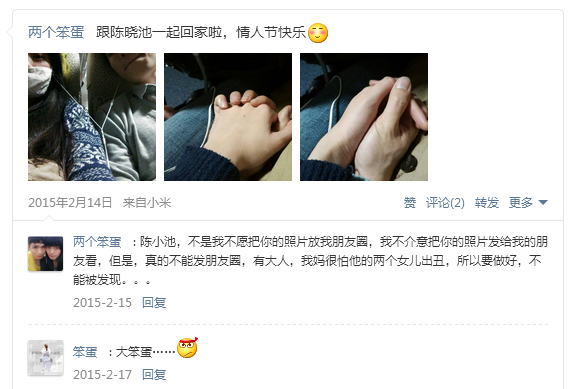 两个笨蛋 跟陈晓池一起回家啦，情人节快乐
2015年2月14日 来自小米
赞 评论(2) 转发 更多
两个笨蛋 ：陈小池，不是我不愿把你的照片放我朋友圈，我不介意把你的照片发给我的朋
友看，但是，真的不能发朋友圈，有大人，我妈很怕他的两个女儿出丑，所以要做好，不
能被发现。。。
2015-2-15 回复
笨蛋 ：大笨蛋……
2015-2-17 回复